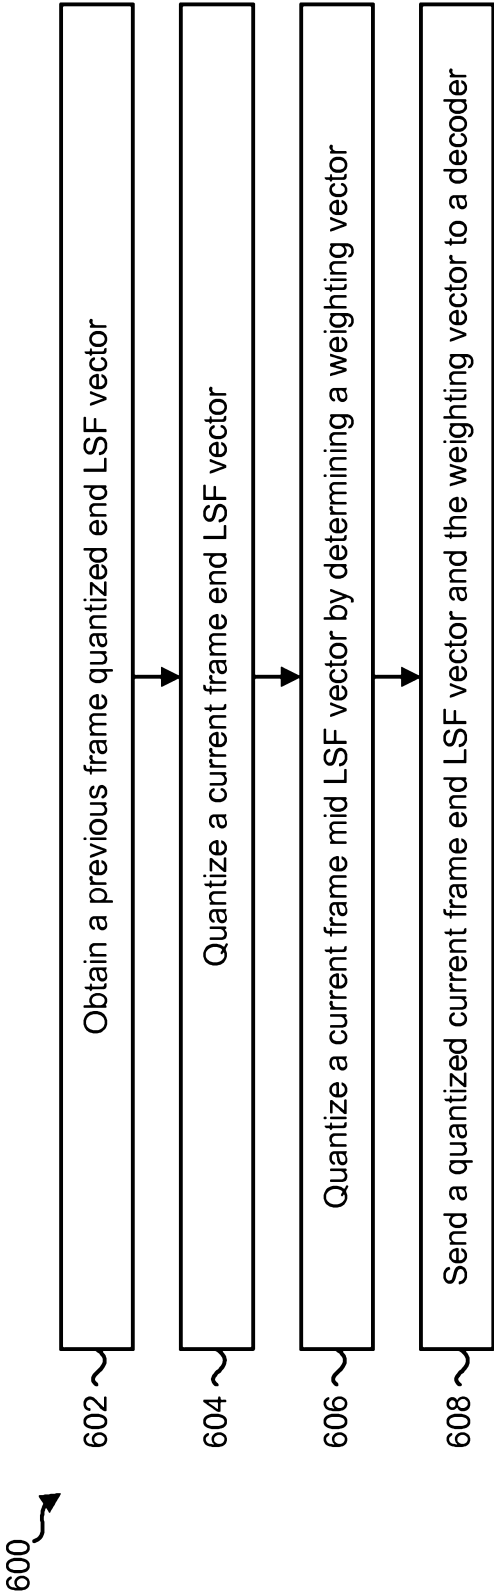 600
602
Obtain a previous frame quantized end LSF vector
604
Quantize a current frame end LSF vector
606
Quantize a current frame mid LSF vector by determining a weighting vector
608
Send a quantized current frame end LSF vector and the weighting vector to a decoder